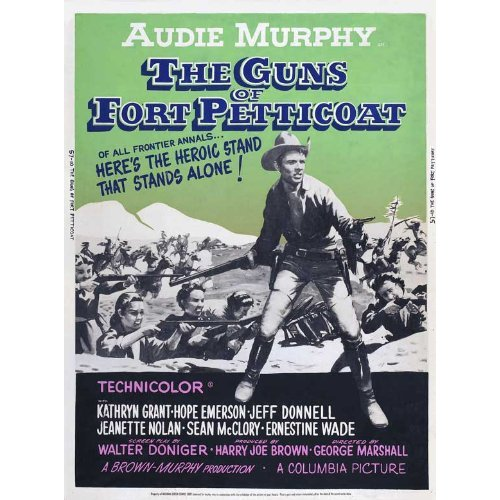 AUDIE MURPHY
THE GUNS
OF
FORT PETTICOAT
OF ALL FRONTIER ANNALS...
HERE'S THE HEROIC STAND
THAT STANDS ALONE!
TECHNICOLOR ®
KATHRYN GRANT • HOPE EMERSON • JEFF DONNELL
JEANETTE NOLAN • SEAN McCLORY • ERNESTINE WADE
SCREEN PLAY BY PRODUCED BY DIRECTED BY
WALTER DONIGER • HARRY JOE BROWN • GEORGE MARSHALL
A BROWN-MURPHY PRODUCTION • A COLUMBIA PICTURE